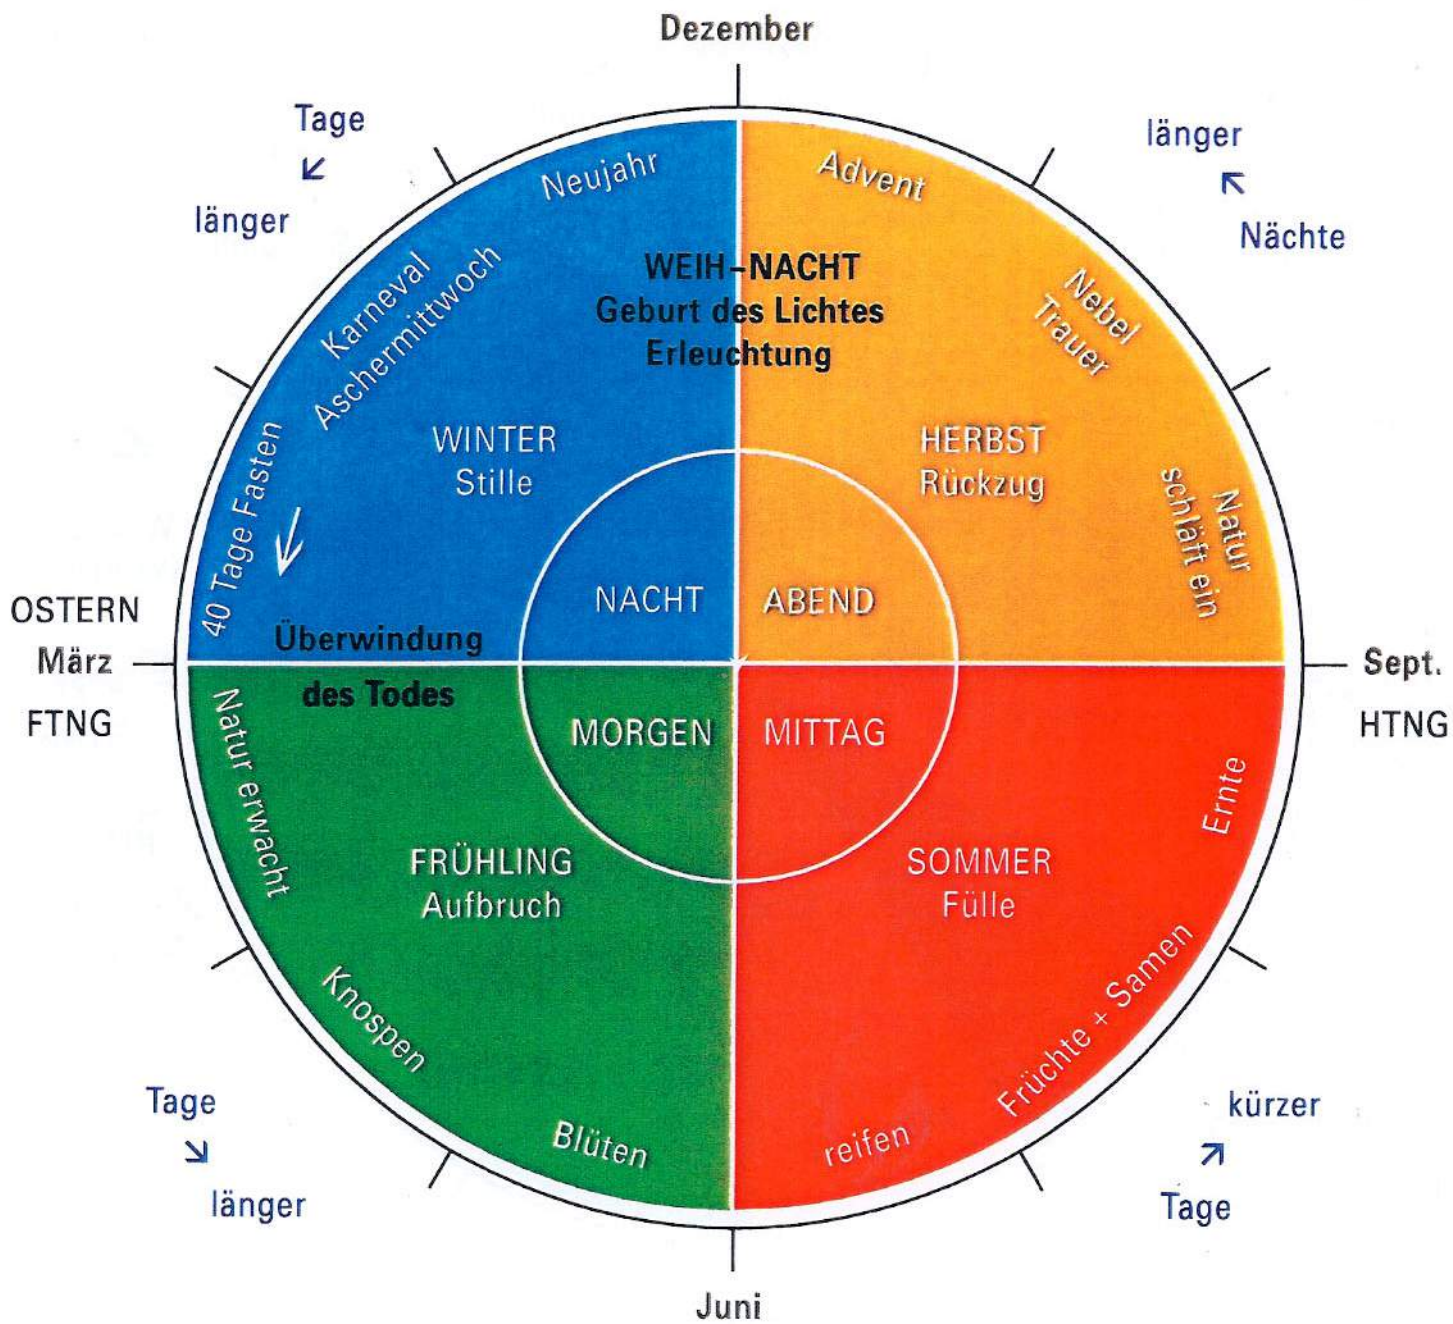 Dezember
Tage
länger
länger
Nächte
Neujahr
Advent
Karneval
Aschermittwoch
WEIH–NACHT
Geburt des Lichtes
Erleuchtung
Nebel
Trauer
40 Tage Fasten
WINTER
Stille
HERBST
Rückzug
Natur
schläft ein
NACHT
ABEND
OSTERN
März
FTNG
Überwindung
des Todes
Sept.
HTNG
MORGEN
MITTAG
Natur erwacht
FRÜHLING
Aufbruch
SOMMER
Fülle
Ernte
Knospen
Früchte + Samen
Blüten
reifen
Tage
länger
kürzer
Tage
Juni